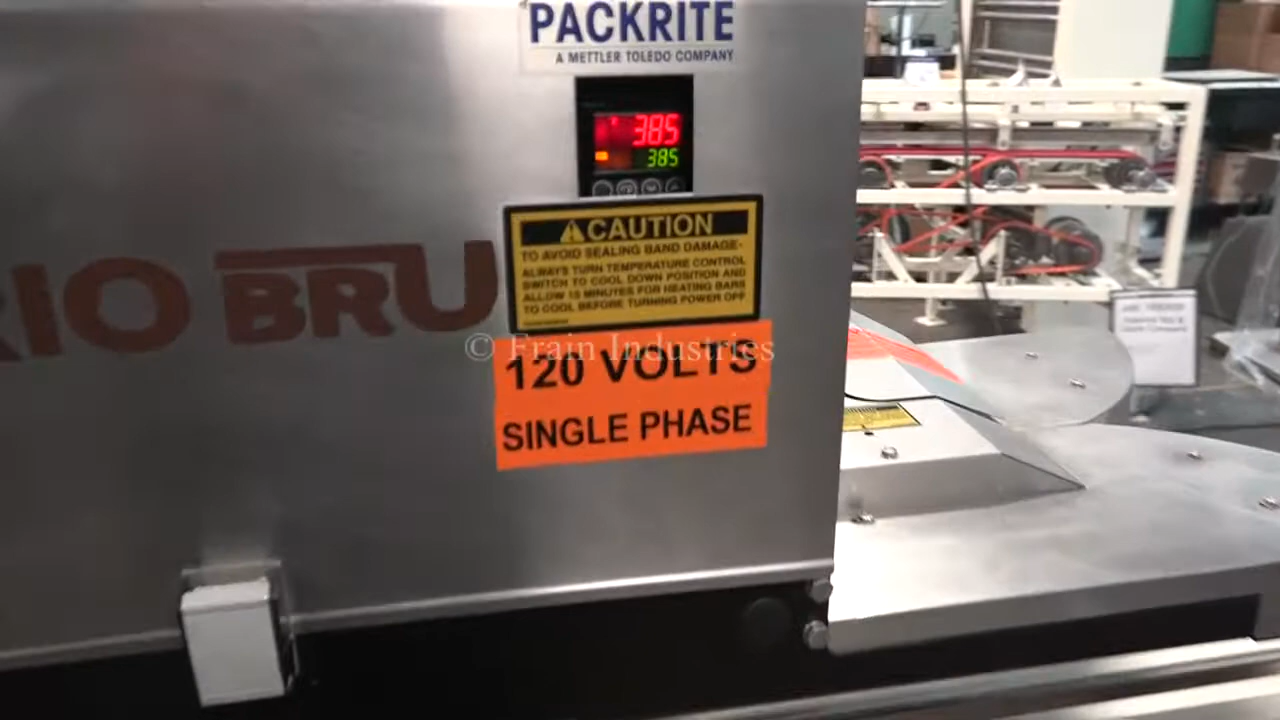 PACKRITE
A METTLER TOLEDO COMPANY
385
385
RIO BRU
CAUTION
TO AVOID SEALING BAND DAMAGE-
ALWAYS TURN TEMPERATURE CONTROL
SWITCH TO COOL DOWN POSITION AND
ALLOW 15 MINUTES FOR HEATING BARS
TO COOL BEFORE TURNING POWER OFF
© Frain Industries
120 VOLTS
SINGLE PHASE